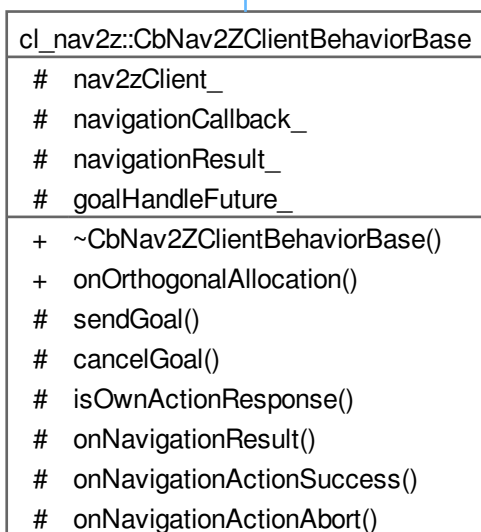 cl_nav2z::CbNav2ZClientBehaviorBase
# nav2zClient_
# navigationCallback_
# navigationResult_
# goalHandleFuture_
+ ~CbNav2ZClientBehaviorBase()
+ onOrthogonalAllocation()
# sendGoal()
# cancelGoal()
# isOwnActionResponse()
# onNavigationResult()
# onNavigationActionSuccess()
# onNavigationActionAbort()